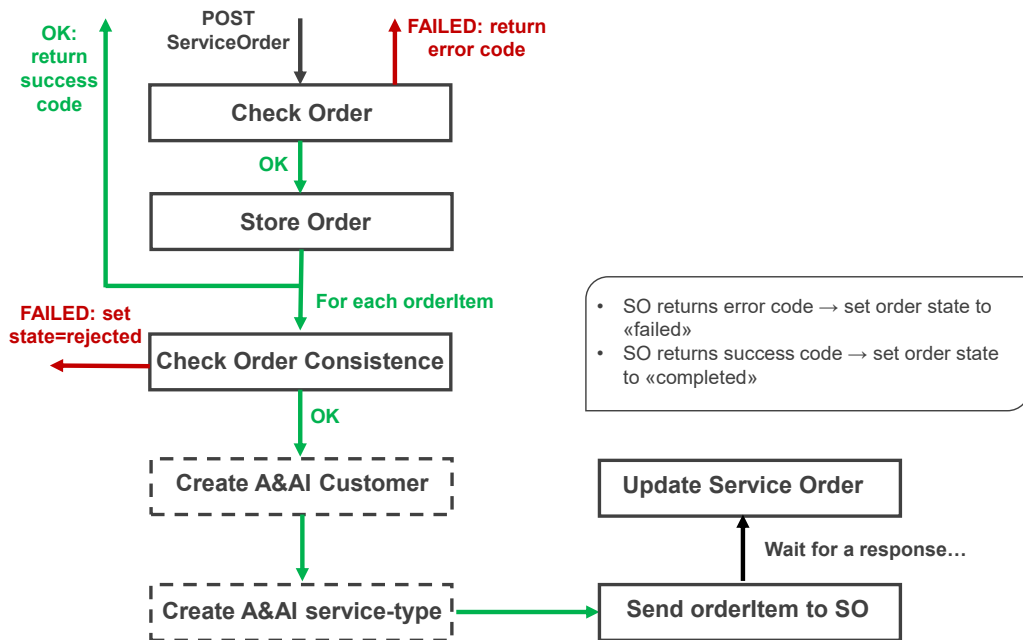 OK:
return
success
code
POST
ServiceOrder
FAILED: return
error code
Check Order
OK
Store Order
For each orderItem
FAILED: set
state=rejected
Check Order Consistence
OK
• SO returns error code → set order state to
«failed»
• SO returns success code → set order state
to «completed»
Create A&AI Customer
Update Service Order
Wait for a response…
Create A&AI service-type
Send orderItem to SO